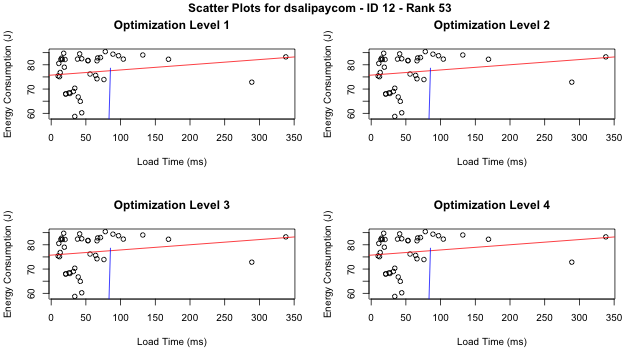 Scatter Plots for dsalipaycom - ID 12 - Rank 53
Optimization Level 1
Energy Consumption (J)
60 70 80
0 50 100 150 200 250 300 350
Load Time (ms)
Optimization Level 2
Energy Consumption (J)
60 70 80
0 50 100 150 200 250 300 350
Load Time (ms)
Optimization Level 3
Energy Consumption (J)
60 70 80
0 50 100 150 200 250 300 350
Load Time (ms)
Optimization Level 4
Energy Consumption (J)
60 70 80
0 50 100 150 200 250 300 350
Load Time (ms)